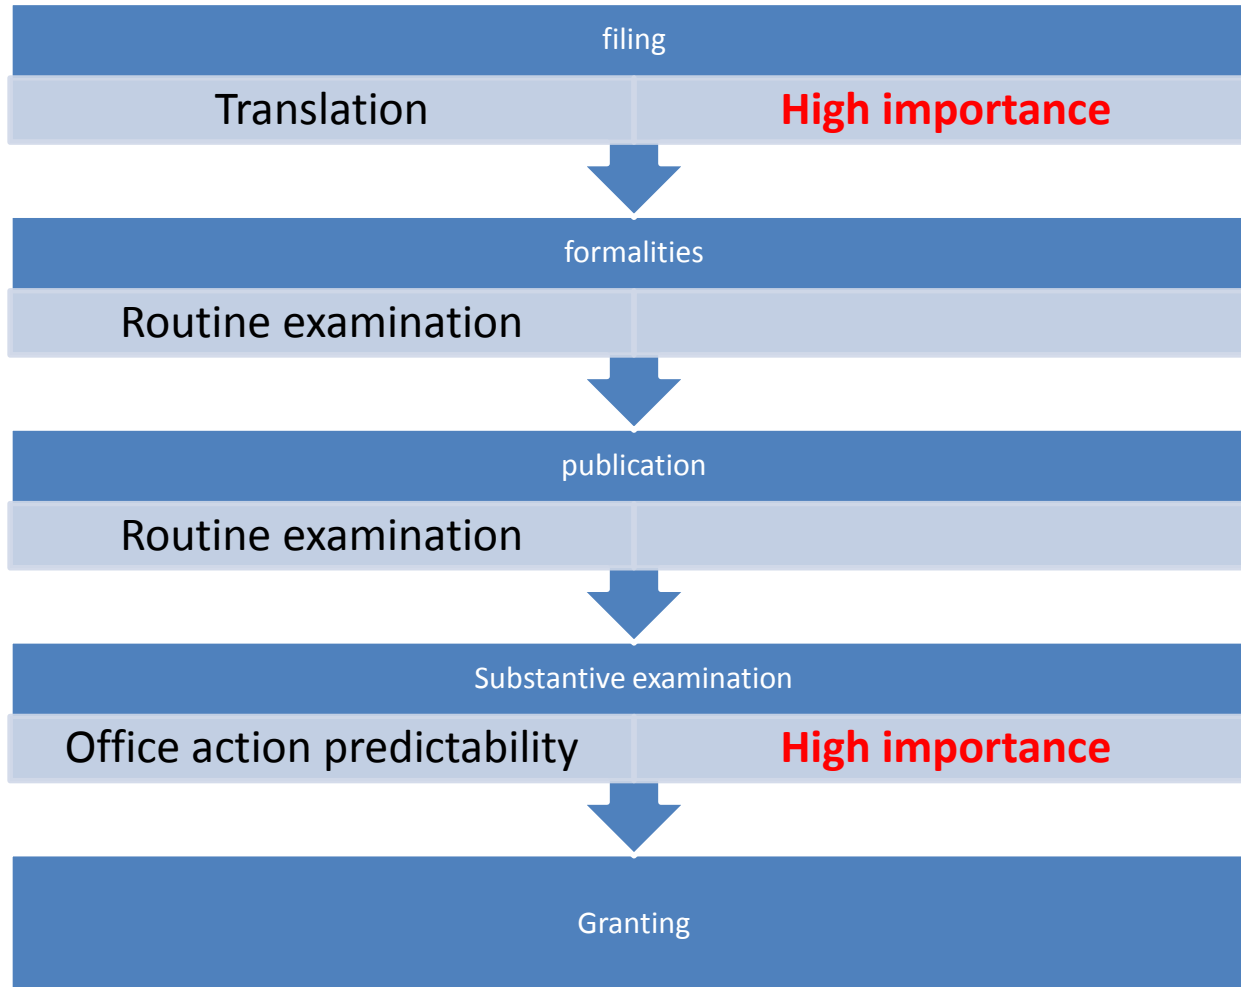 filing
Translation
High importance
formalities
Routine examination
publication
Routine examination
Substantive examination
Office action predictability
High importance
Granting